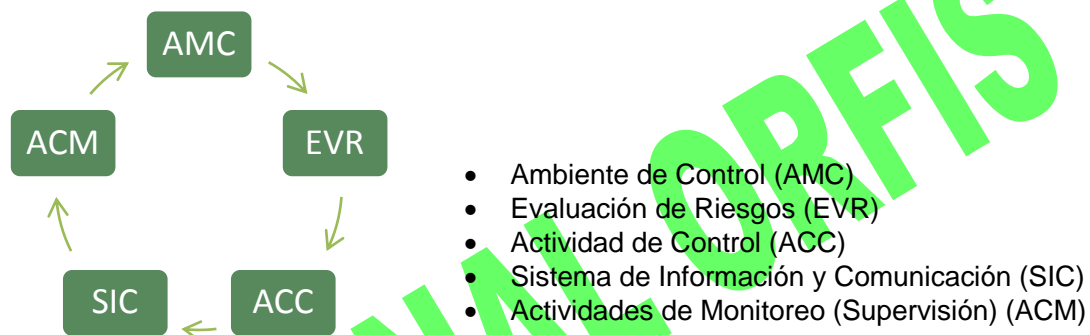 AMC
ACM
EVR
SIC
ACC
• Ambiente de Control (AMC)
• Evaluación de Riesgos (EVR)
• Actividad de Control (ACC)
• Sistema de Información y Comunicación (SIC)
• Actividades de Monitoreo (Supervisión) (ACM)
ORFIS